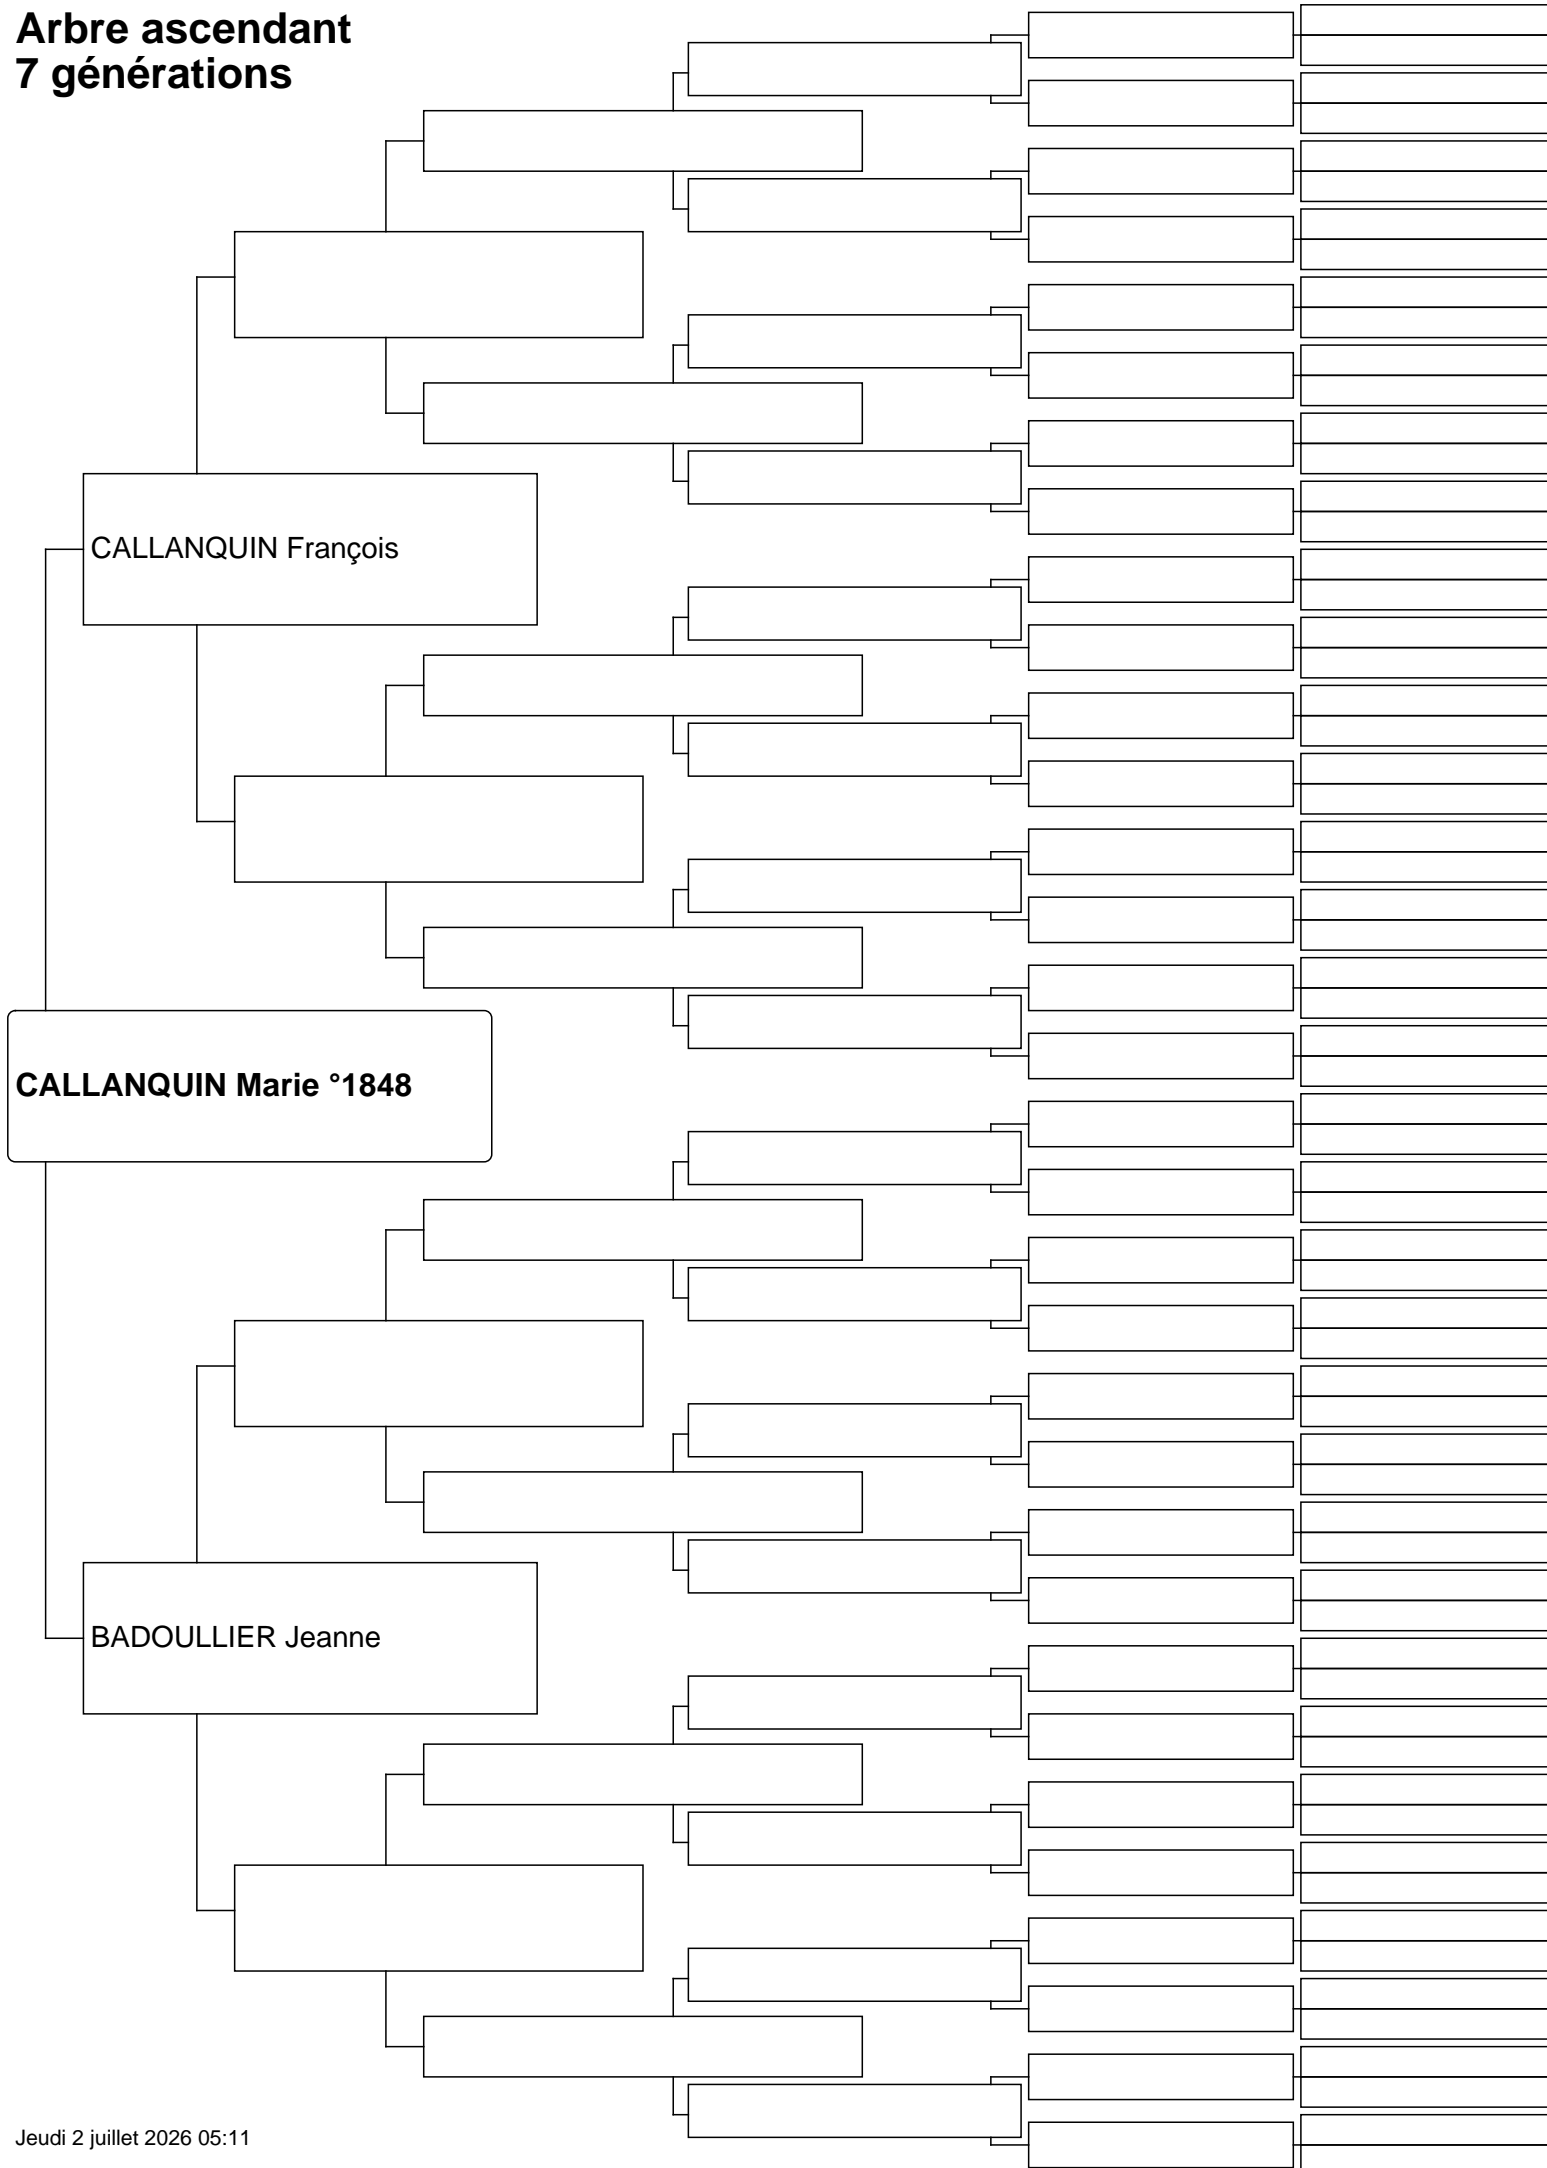 Arbre ascendant
7 générations
CALLANQUIN François
CALLANQUIN Marie °1848
BADOULLIER Jeanne
Jeudi 2 juillet 2026 05:11